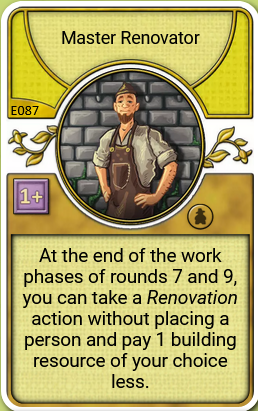 Master Renovator
E087
1+
At the end of the work
phases of rounds 7 and 9,
you can take a Renovation
action without placing a
person and pay 1 building
resource of your choice
less.